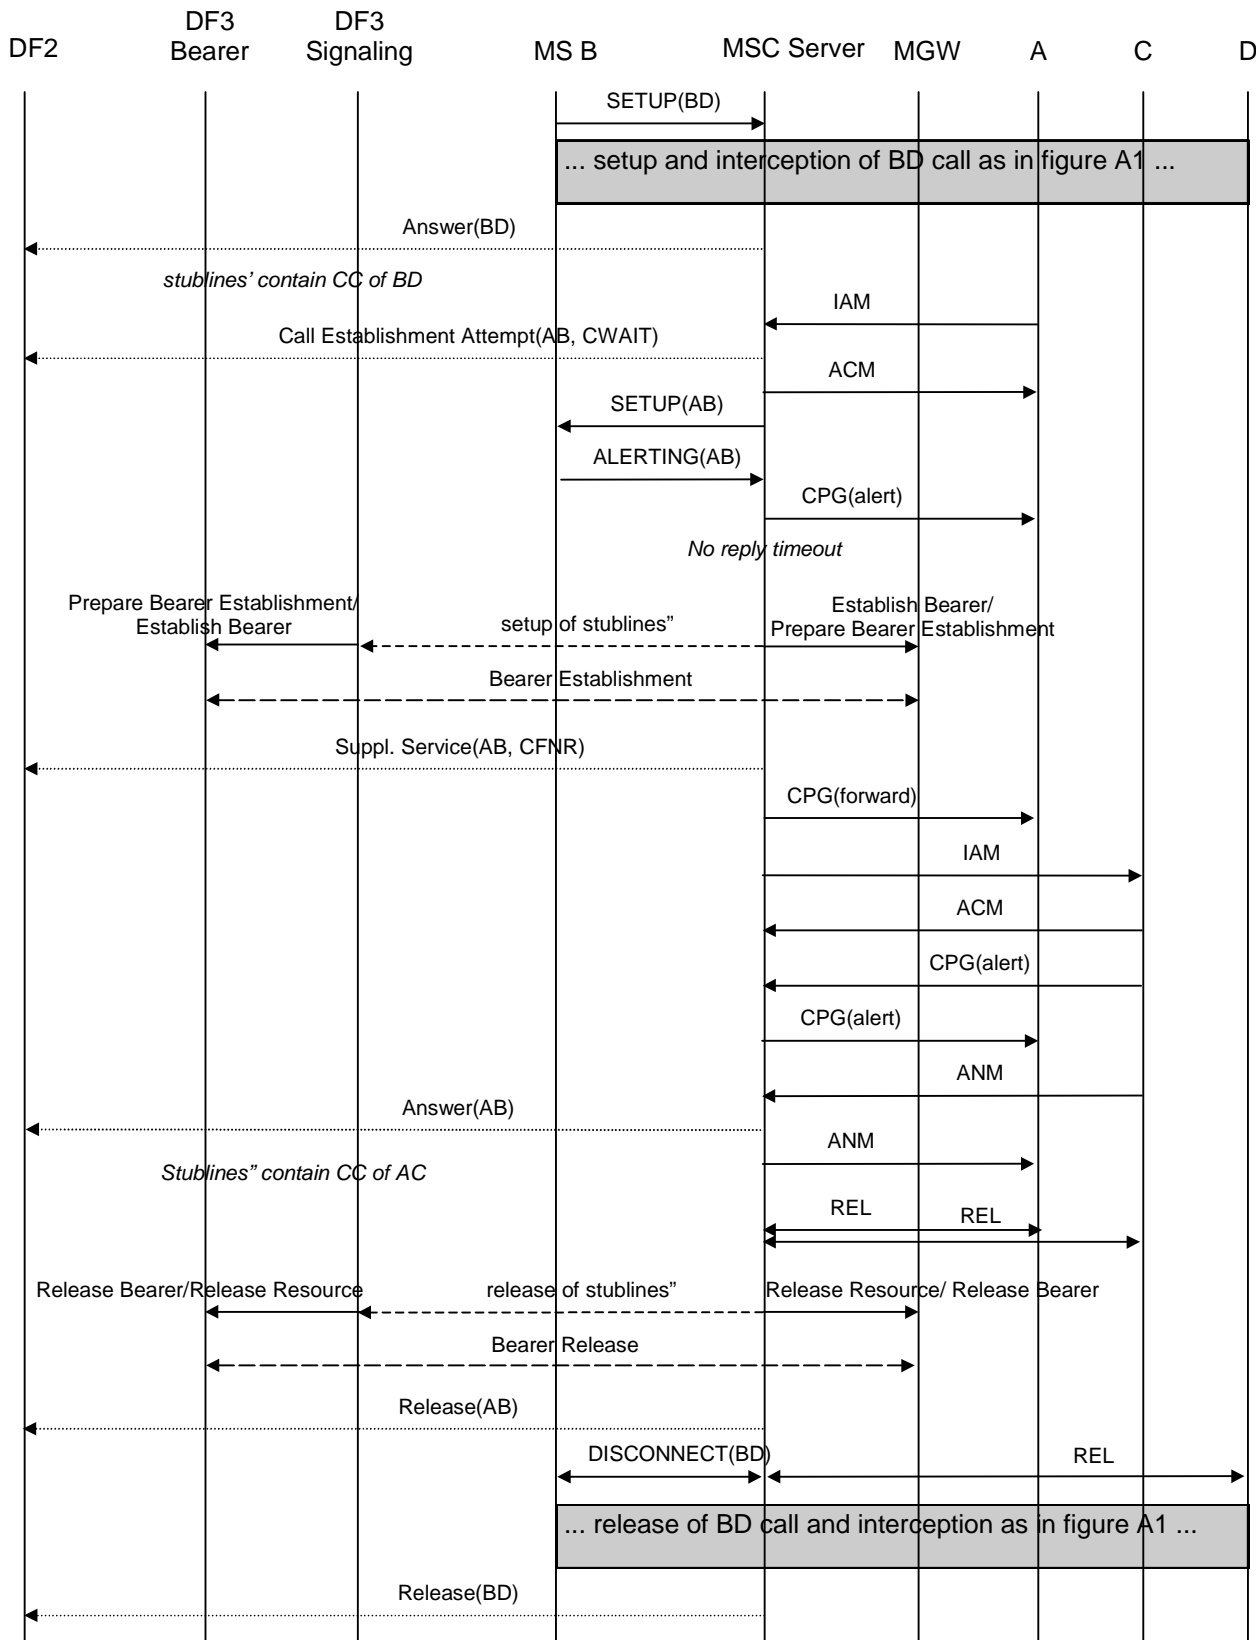 DF2
DF3
Bearer
DF3
Signaling
MS B
MSC Server
MGW
A
C
D
SETUP(BD)
... setup and interception of BD call as in figure A1 ...
Answer(BD)
stublines’ contain CC of BD
IAM
Call Establishment Attempt(AB, CWAIT)
ACM
SETUP(AB)
ALERTING(AB)
CPG(alert)
No reply timeout
Prepare Bearer Establishment/
Establish Bearer
setup of stublines”
Establish Bearer/
Prepare Bearer Establishment
Bearer Establishment
Suppl. Service(AB, CFNR)
CPG(forward)
IAM
ACM
CPG(alert)
CPG(alert)
ANM
Answer(AB)
ANM
Stublines” contain CC of AC
REL
REL
Release Bearer/Release Resource
release of stublines”
Release Resource/ Release Bearer
Bearer Release
Release(AB)
DISCONNECT(BD)
REL
... release of BD call and interception as in figure A1 ...
Release(BD)